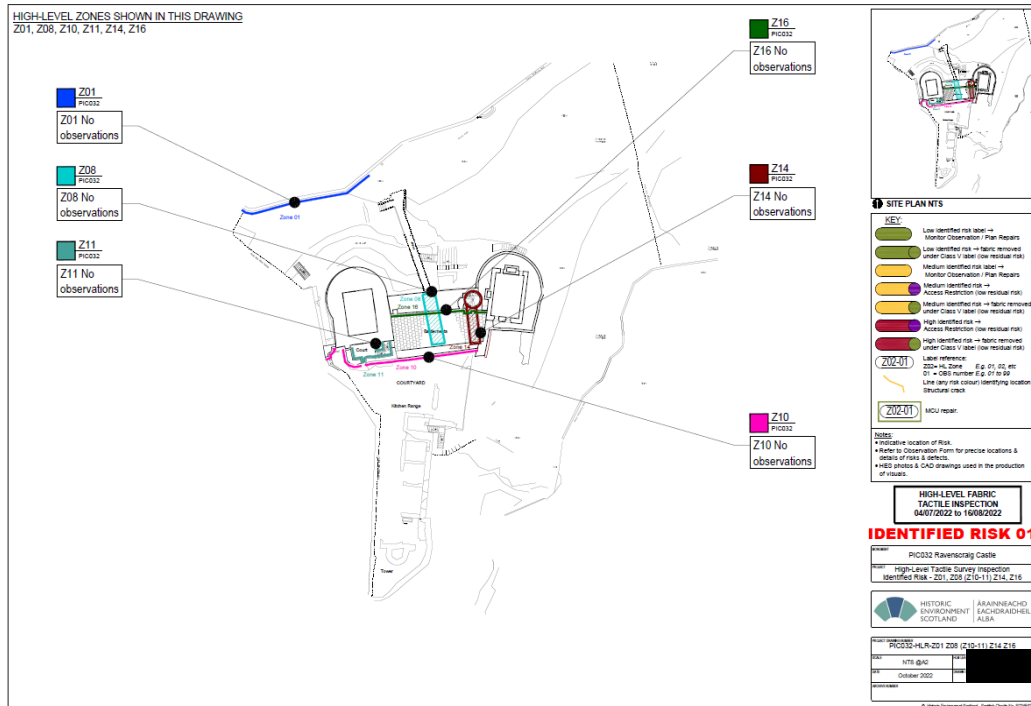 HIGH-LEVEL ZONES SHOWN IN THIS DRAWING
Z01, Z08, Z10, Z11, Z14, Z16
Z01
PIC032
Z01 No
observations
Z08
PIC032
Z08 No
observations
Z11
PIC032
Z11 No
observations
Z16
PIC032
Z16 No
observations
Z14
PIC032
Z14 No
observations
Z10
PIC032
Z10 No
observations
Zone 01
Zone 08
Zone 16
Court
Zone 14
Zone 10
Zone 11
COURTYARD
Kitchen Range
Tower
SITE PLAN NTS
KEY:
Low identified risk label →
Monitor Observation / Plan Repairs
Low identified risk → fabric removed
under Class V label (low residual risk)
Medium identified risk label →
Monitor Observation / Plan Repairs
Medium identified risk →
Access Restriction (low residual risk)
Medium identified risk → fabric removed
under Class V label (low residual risk)
High identified risk →
Access Restriction (low residual risk)
High identified risk → fabric removed
under Class V label (low residual risk)
Z02-01
Label reference:
Z02= HL Zone E.g. 01, 02, etc
01 = OBS number E.g. 01 to 99
Line (any risk colour) identifying location
Structural crack
Z02-01
MCU repair.
Notes:
• Indicative location of Risk.
• Refer to Observation Form for precise locations &
details of risks & defects.
• HES photos & CAD drawings used in the production
of visuals.
HIGH-LEVEL FABRIC
TACTILE INSPECTION
04/07/2022 to 16/08/2022
IDENTIFIED RISK 01
MONUMENT
PIC032 Ravenscraig Castle
PROJECT
High-Level Tactile Survey Inspection
Identified Risk - Z01, Z08 (Z10-11) Z14, Z16
HISTORIC
ENVIRONMENT
SCOTLAND
ÀRAINNEACHD
EACHDRAIDHEIL
ALBA
PROJECT DRAWING NUMBER
PIC032-HLR-Z01 Z08 (Z10-11) Z14 Z16
SCALE
NTS @A2
DATE
October 2022
ARCHIVE NUMBER